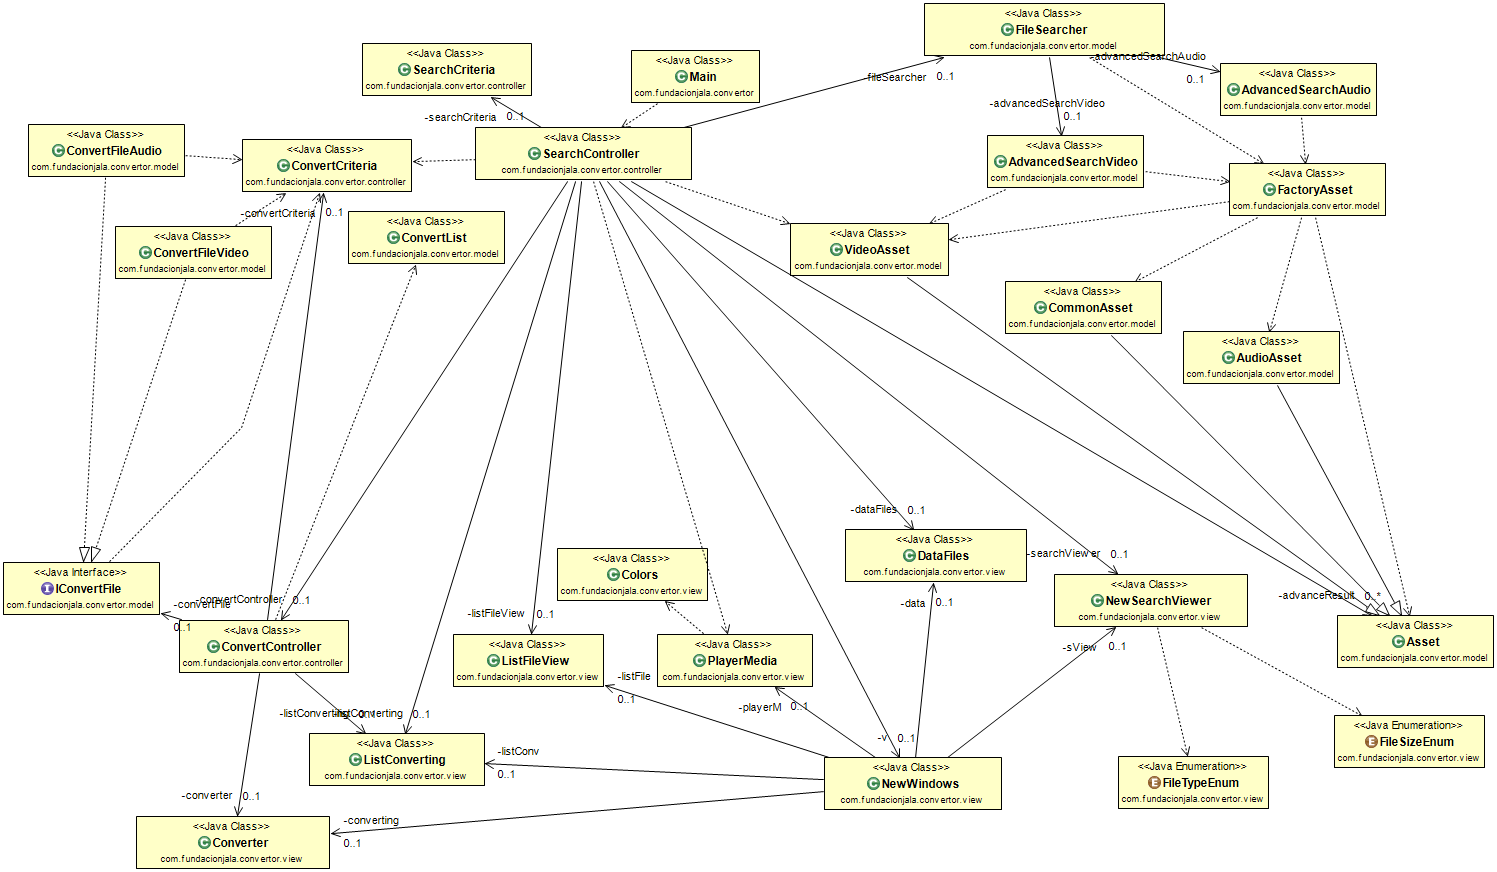 <<Java Class>>
FileSearcher
com.fundacionjala.convertor.model
<<Java Class>>
SearchCriteria
com.fundacionjala.convertor.controller
<<Java Class>>
Main
com.fundacionjala.convertor
-advancedSearchAudio
0..1
<<Java Class>>
AdvancedSearchAudio
com.fundacionjala.convertor.model
-fileSearcher
0..1
-advancedSearchVideo
0..1
-searchCriteria
0..1
<<Java Class>>
ConvertFileAudio
com.fundacionjala.convertor.model
<<Java Class>>
ConvertCriteria
com.fundacionjala.convertor.controller
<<Java Class>>
SearchController
com.fundacionjala.convertor.controller
<<Java Class>>
AdvancedSearchVideo
com.fundacionjala.convertor.model
<<Java Class>>
FactoryAsset
com.fundacionjala.convertor.model
-convertCriteria
0..1
<<Java Class>>
ConvertFileVideo
com.fundacionjala.convertor.model
<<Java Class>>
ConvertList
com.fundacionjala.convertor.model
<<Java Class>>
VideoAsset
com.fundacionjala.convertor.model
<<Java Class>>
CommonAsset
com.fundacionjala.convertor.model
<<Java Class>>
AudioAsset
com.fundacionjala.convertor.model
-dataFiles
0..1
<<Java Class>>
DataFiles
com.fundacionjala.convertor.view
-searchViewer
0..1
<<Java Class>>
Colors
com.fundacionjala.convertor.view
<<Java Interface>>
IConvertFile
com.fundacionjala.convertor.model
-convertFile
0..1
-convertController
0..1
-listFileView
0..1
-data
0..1
<<Java Class>>
NewSearchViewer
com.fundacionjala.convertor.view
-advanceResult
0..*
<<Java Class>>
Asset
com.fundacionjala.convertor.model
<<Java Class>>
ConvertController
com.fundacionjala.convertor.controller
<<Java Class>>
ListFileView
com.fundacionjala.convertor.view
<<Java Class>>
PlayerMedia
com.fundacionjala.convertor.view
-listFile
0..1
-sView
0..1
-playerM
0..1
-listConverting
0..1
-listConverting
0..1
-v
0..1
<<Java Class>>
ListConverting
com.fundacionjala.convertor.view
-listConv
0..1
<<Java Class>>
NewWindows
com.fundacionjala.convertor.view
<<Java Enumeration>>
FileSizeEnum
com.fundacionjala.convertor.view
<<Java Enumeration>>
FileTypeEnum
com.fundacionjala.convertor.view
-converter
0..1
-converting
0..1
<<Java Class>>
Converter
com.fundacionjala.convertor.view